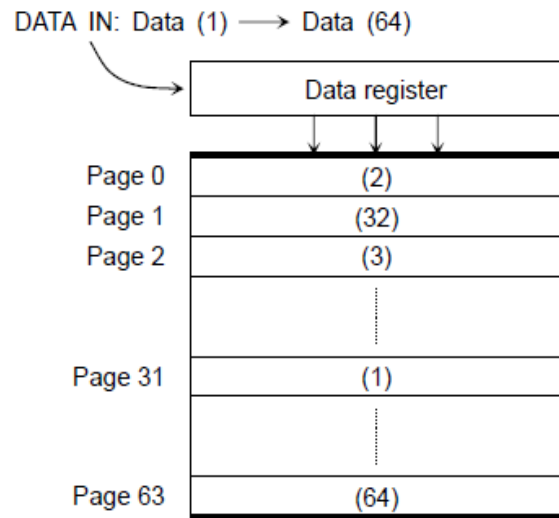 DATA IN: Data (1) ⟶ Data (64)
Data register
Page 0 (2)
Page 1 (32)
Page 2 (3)
Page 31 (1)
Page 63 (64)